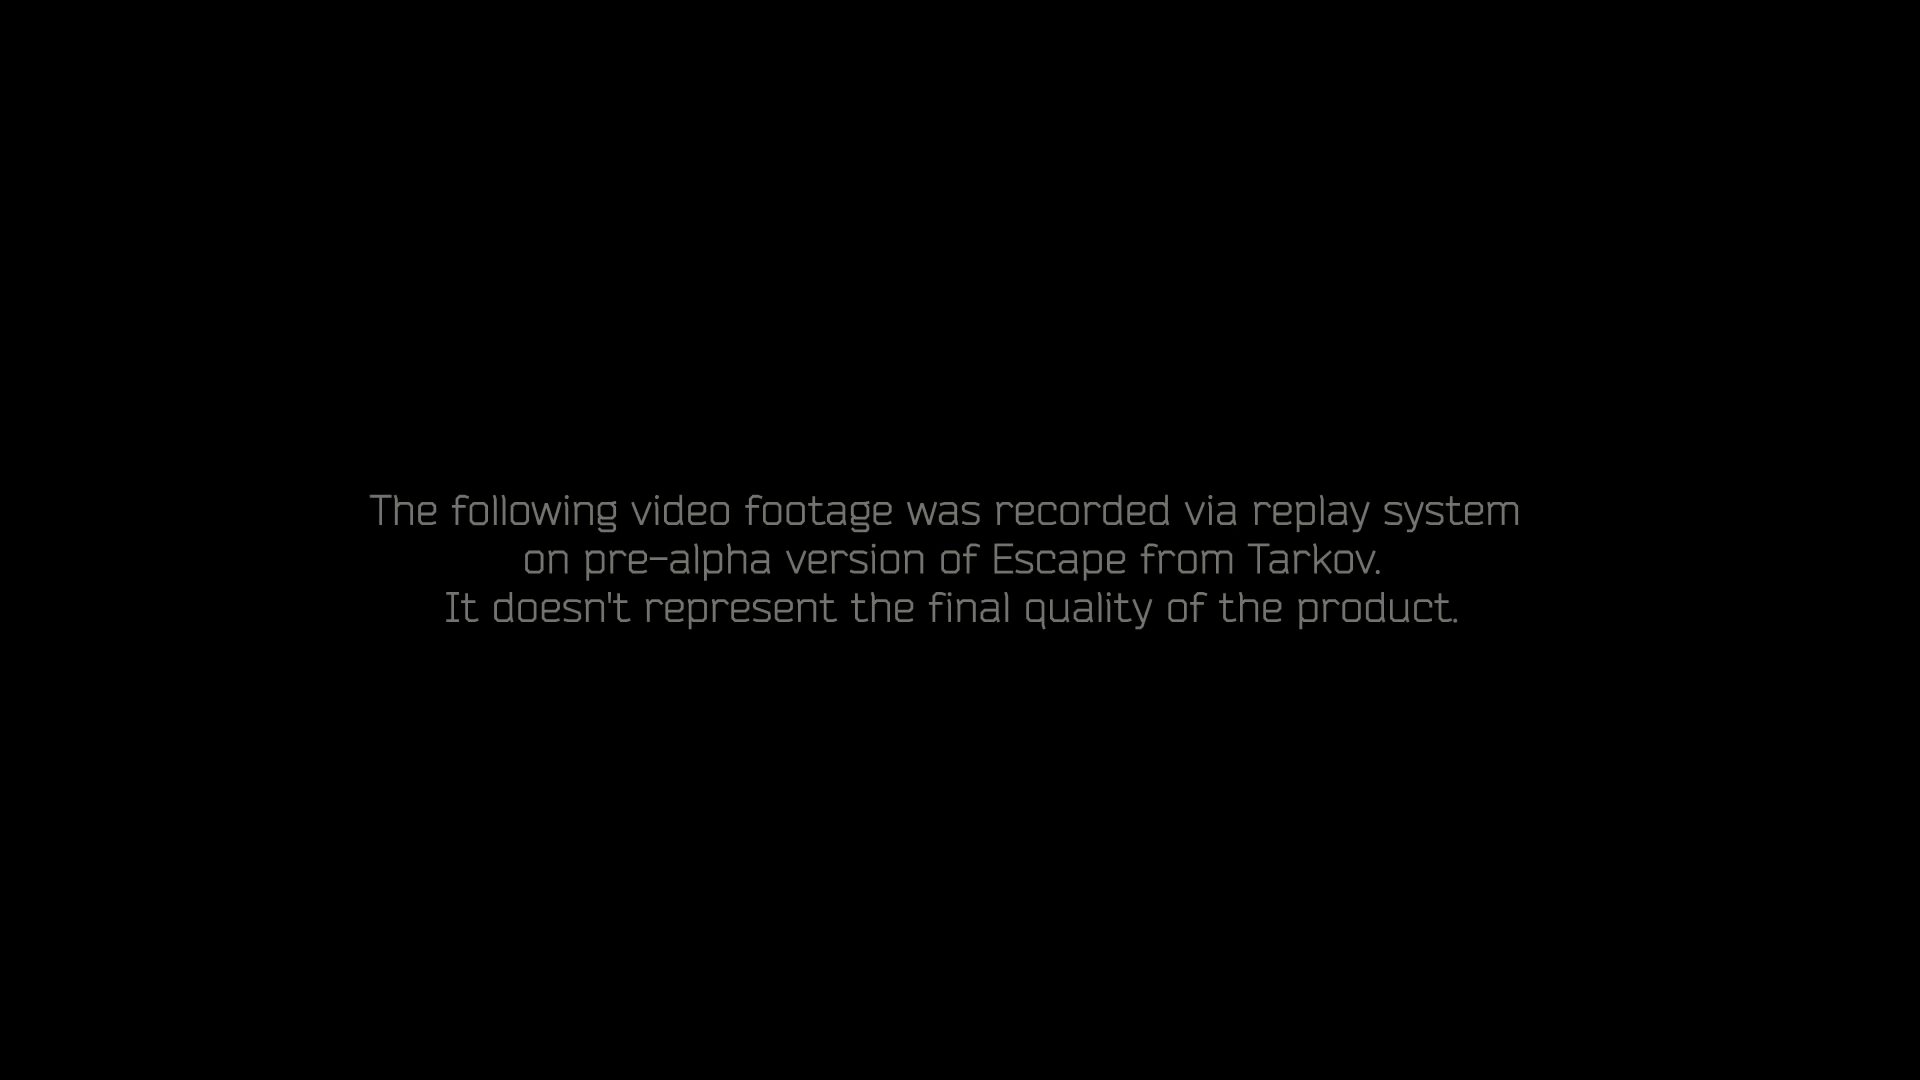 The following video footage was recorded via replay system
on pre-alpha version of Escape from Tarkov.
It doesn't represent the final quality of the product.